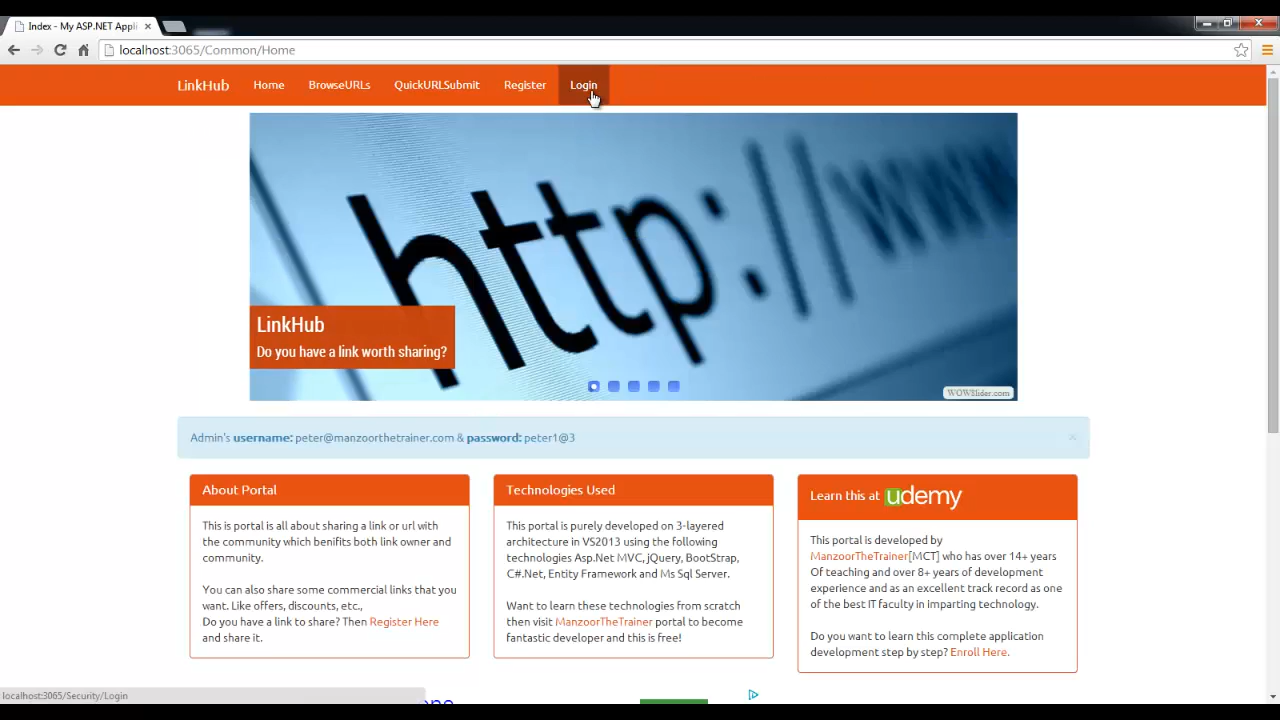 Index - My ASP.NET Appli
localhost:3065/Common/Home
LinkHub Home BrowseURLs QuickURLSubmit Register Login
http://www
LinkHub
Do you have a link worth sharing?
WOWSlider.com
Admin's username: peter@manzoorthetrainer.com & password: peter1@3
About Portal
This is portal is all about sharing a link or url with
the community which benifits both link owner and
community.
You can also share some commercial links that you
want. Like offers, discounts, etc.,
Do you have a link to share? Then Register Here
and share it.
Technologies Used
This portal is purely developed on 3-layered
architecture in VS2013 using the following
technologies Asp.Net MVC, jQuery, BootStrap,
C#.Net, Entity Framework and Ms Sql Server.
Want to learn these technologies from scratch
then visit ManzoorTheTrainer portal to become
fantastic developer and this is free!
Learn this at udemy
This portal is developed by
ManzoorTheTrainer[MCT] who has over 14+ years
Of teaching and over 8+ years of development
experience and as an excellent track record as one
of the best IT faculty in imparting technology.
Do you want to learn this complete application
development step by step? Enroll Here.
localhost:3065/Security/Login